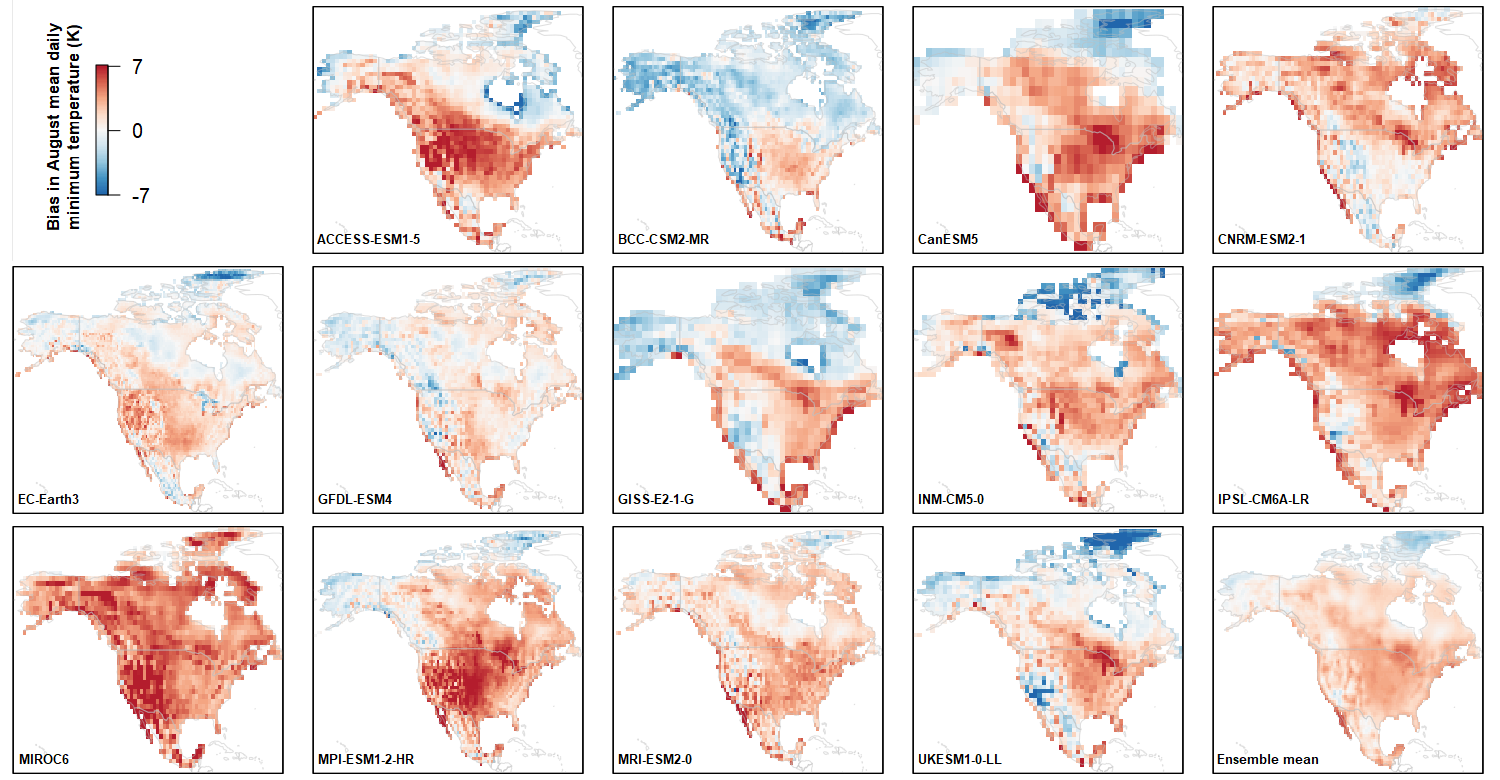 Bias in August mean daily
minimum temperature (K)
7
0
-7
ACCESS-ESM1-5
BCC-CSM2-MR
CanESM5
CNRM-ESM2-1
EC-Earth3
GFDL-ESM4
GISS-E2-1-G
INM-CM5-0
IPSL-CM6A-LR
MIROC6
MPI-ESM1-2-HR
MRI-ESM2-0
UKESM1-0-LL
Ensemble mean